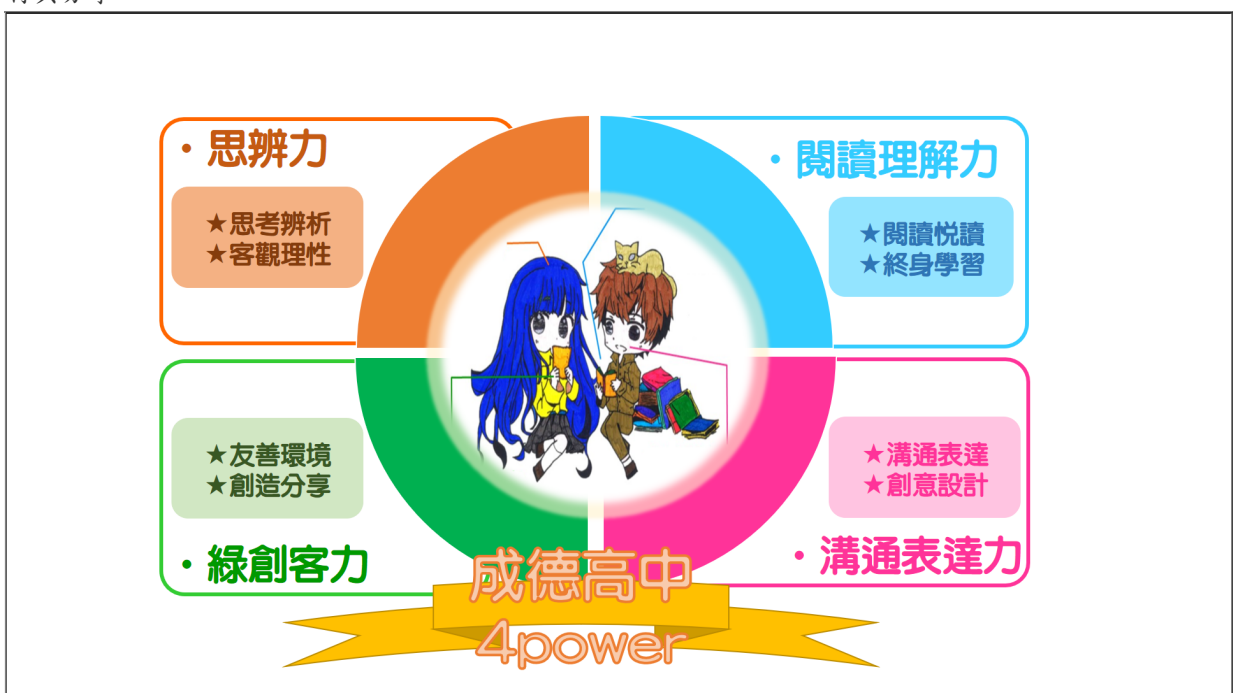 ・思辨力
★思考辨析
★客觀理性
・閱讀理解力
★閱讀悅讀
★終身學習
★友善環境
★創造分享
・綠創客力
★溝通表達
★創意設計
・溝通表達力
成德高中
4power